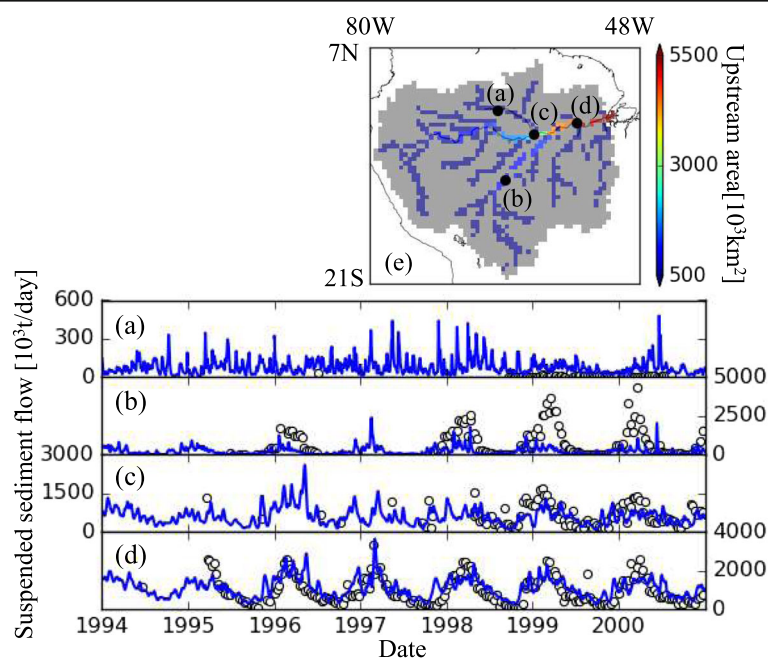 80W 48W
7N
5500
(a) (d)
(c)
3000
(b)
(e)
500
21S
Upstream area[10³km²]
Suspended sediment flow [10³t/day]
600
(a)
300
0
5000
(b)
2500
3000
0
(c)
1500
0
4000
(d)
2000
0
1994 1995 1996 1997 1998 1999 2000
Date